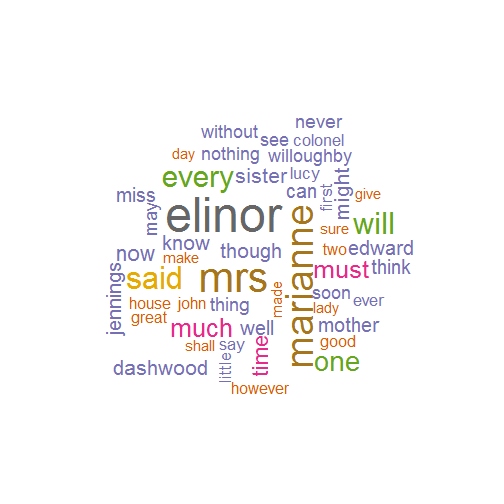 never
without
see
colonel
day
nothing
willoughby
every
sister
lucy
can
first
might
give
miss
may
elinor
marianne
sure
will
know
though
two
edward
now
make
said
mrs
must
think
jennings
house
john
thing
made
soon
ever
lady
great
much
well
mother
shall
say
time
good
little
one
dashwood
however